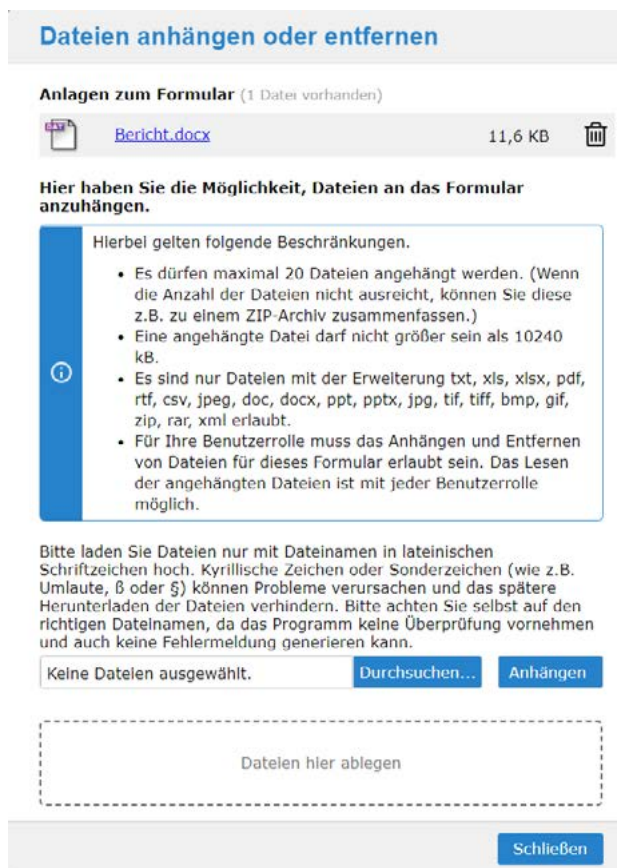 Dateien anhängen oder entfernen
Anlagen zum Formular (1 Datei vorhanden)
Bericht.docx 11,6 KB
Hier haben Sie die Möglichkeit, Dateien an das Formular
anzuhängen.
Hierbei gelten folgende Beschränkungen.
• Es dürfen maximal 20 Dateien angehängt werden. (Wenn
die Anzahl der Dateien nicht ausreicht, können Sie diese
z.B. zu einem ZIP-Archiv zusammenfassen.)
• Eine angehängte Datei darf nicht größer sein als 10240
kB.
• Es sind nur Dateien mit der Erweiterung txt, xls, xlsx, pdf,
rtf, csv, jpeg, doc, docx, ppt, pptx, jpg, tif, tiff, bmp, gif,
zip, rar, xml erlaubt.
• Für Ihre Benutzerrolle muss das Anhängen und Entfernen
von Dateien für dieses Formular erlaubt sein. Das Lesen
der angehängten Dateien ist mit jeder Benutzerrolle
möglich.
Bitte laden Sie Dateien nur mit Dateinamen in lateinischen
Schriftzeichen hoch. Kyrillische Zeichen oder Sonderzeichen (wie z.B.
Umlaute, ß oder §) können Probleme verursachen und das spätere
Herunterladen der Dateien verhindern. Bitte achten Sie selbst auf den
richtigen Dateinamen, da das Programm keine Überprüfung vornehmen
und auch keine Fehlermeldung generieren kann.
Keine Dateien ausgewählt. Durchsuchen... Anhängen
Dateien hier ablegen
Schließen